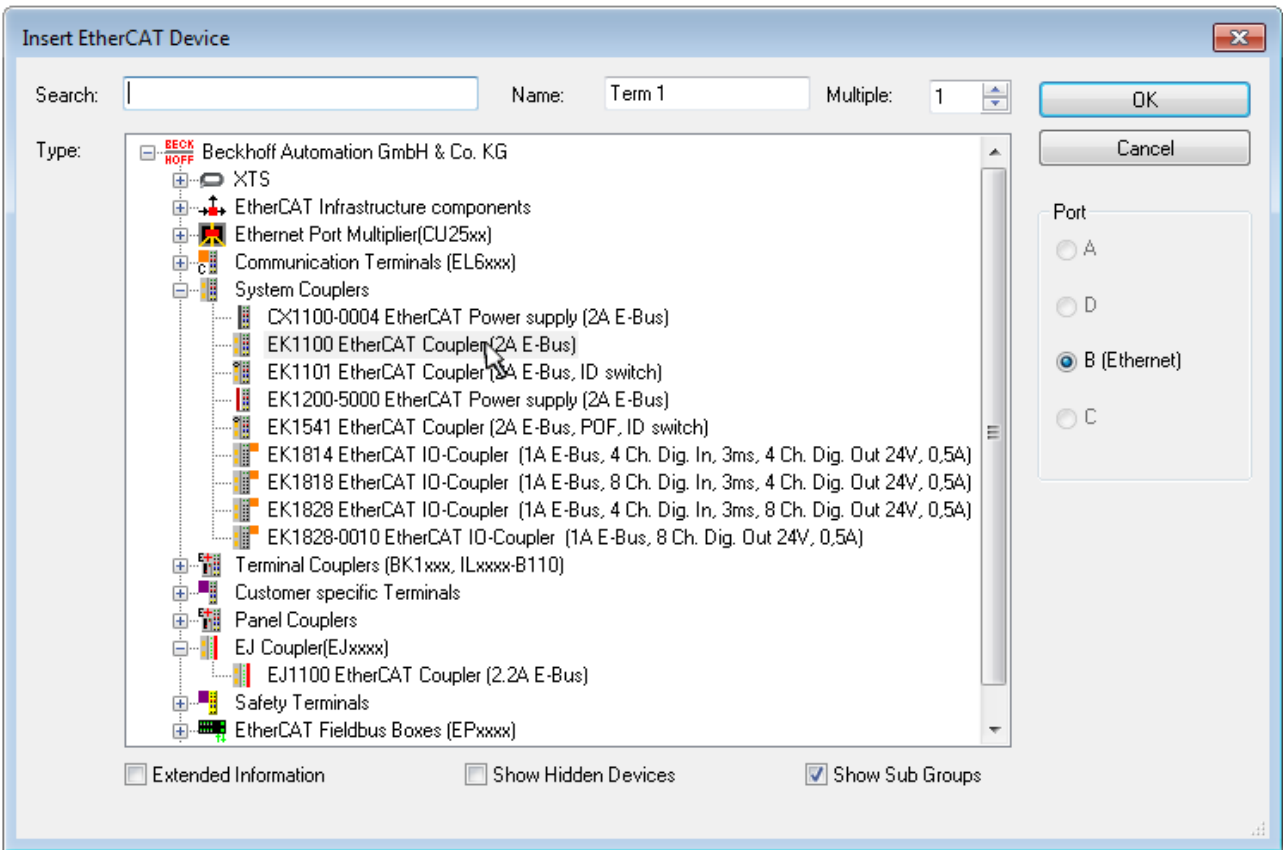 Insert EtherCAT Device
Search: Name: Term 1 Multiple: 1 OK
Type: BECK HOFF Beckhoff Automation GmbH & Co. KG Cancel
XTS
EtherCAT Infrastructure components
Port
Ethernet Port Multiplier(CU25xx)
A
C Communication Terminals (EL6xxx)
System Couplers
D
CX1100-0004 EtherCAT Power supply (2A E-Bus)
EK1100 EtherCAT Coupler (2A E-Bus)
B (Ethernet)
EK1101 EtherCAT Coupler (2A E-Bus, ID switch)
EK1200-5000 EtherCAT Power supply (2A E-Bus)
C
EK1541 EtherCAT Coupler (2A E-Bus, POF, ID switch)
EK1814 EtherCAT IO-Coupler (1A E-Bus, 4 Ch. Dig. In, 3ms, 4 Ch. Dig. Out 24V, 0,5A)
EK1818 EtherCAT IO-Coupler (1A E-Bus, 8 Ch. Dig. In, 3ms, 4 Ch. Dig. Out 24V, 0,5A)
EK1828 EtherCAT IO-Coupler (1A E-Bus, 4 Ch. Dig. In, 3ms, 8 Ch. Dig. Out 24V, 0,5A)
EK1828-0010 EtherCAT IO-Coupler (1A E-Bus, 8 Ch. Dig. Out 24V, 0,5A)
Terminal Couplers (BK1xxx, ILxxxx-B110)
Customer specific Terminals
Panel Couplers
EJ Coupler(EJxxxx)
EJ1100 EtherCAT Coupler (2.2A E-Bus)
Safety Terminals
EtherCAT Fieldbus Boxes (EPxxxx)
Extended Information Show Hidden Devices Show Sub Groups